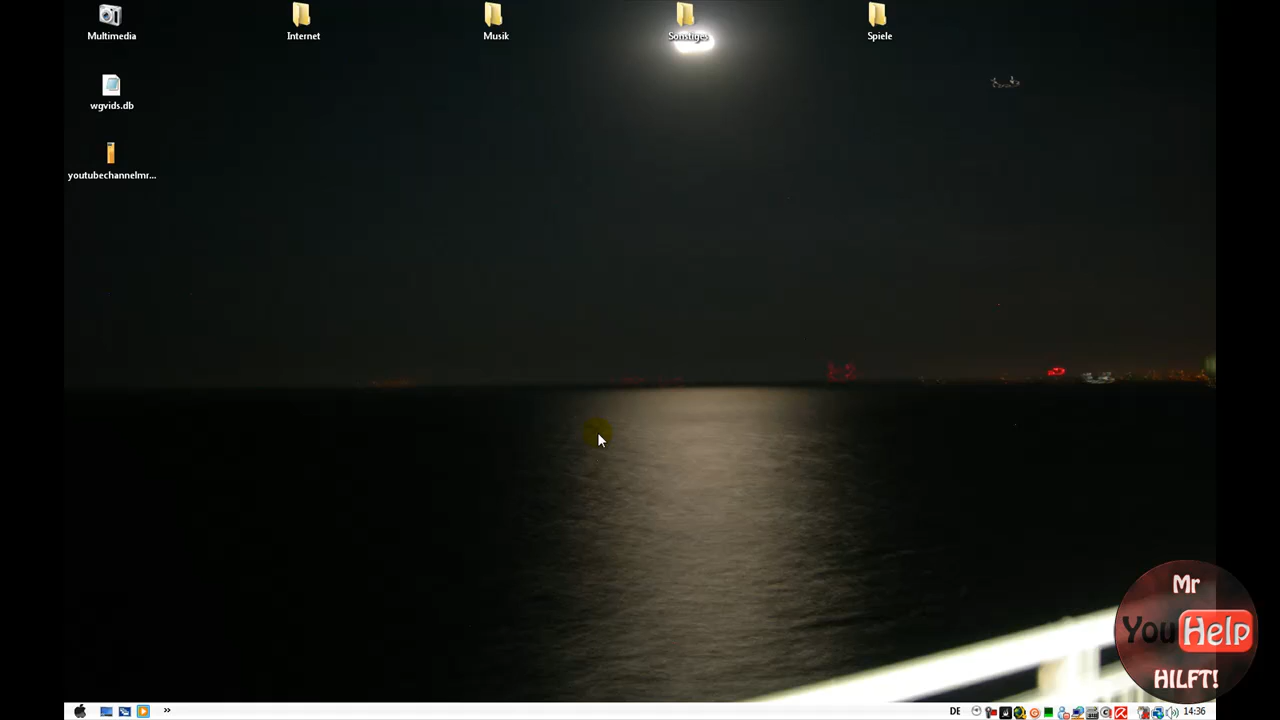 Multimedia
Internet
Musik
Sonstiges
Spiele
wgvids.db
youtubechannelmr...
Mr
YouHelp
HILFT!
DE
14:36